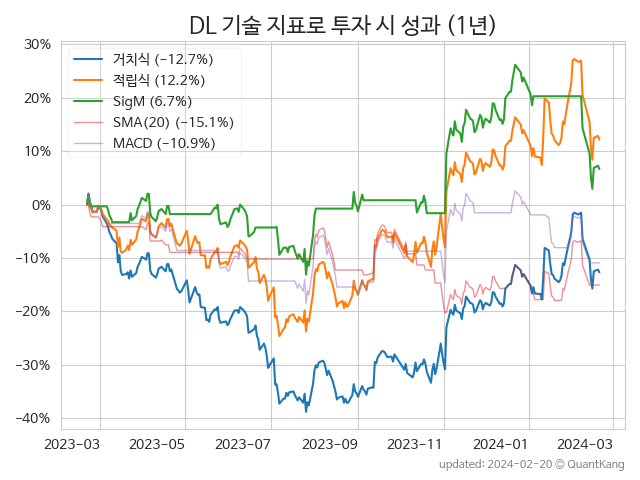 DL 기술 지표로 투자 시 성과 (1년)
30%
20%
10%
0%
−10%
−20%
−30%
−40%
거치식 (−12.7%)
적립식 (12.2%)
SigM (6.7%)
SMA(20) (−15.1%)
MACD (−10.9%)
2023-03
2023-05
2023-07
2023-09
2023-11
2024-01
2024-03
updated: 2024-02-20 © QuantKang